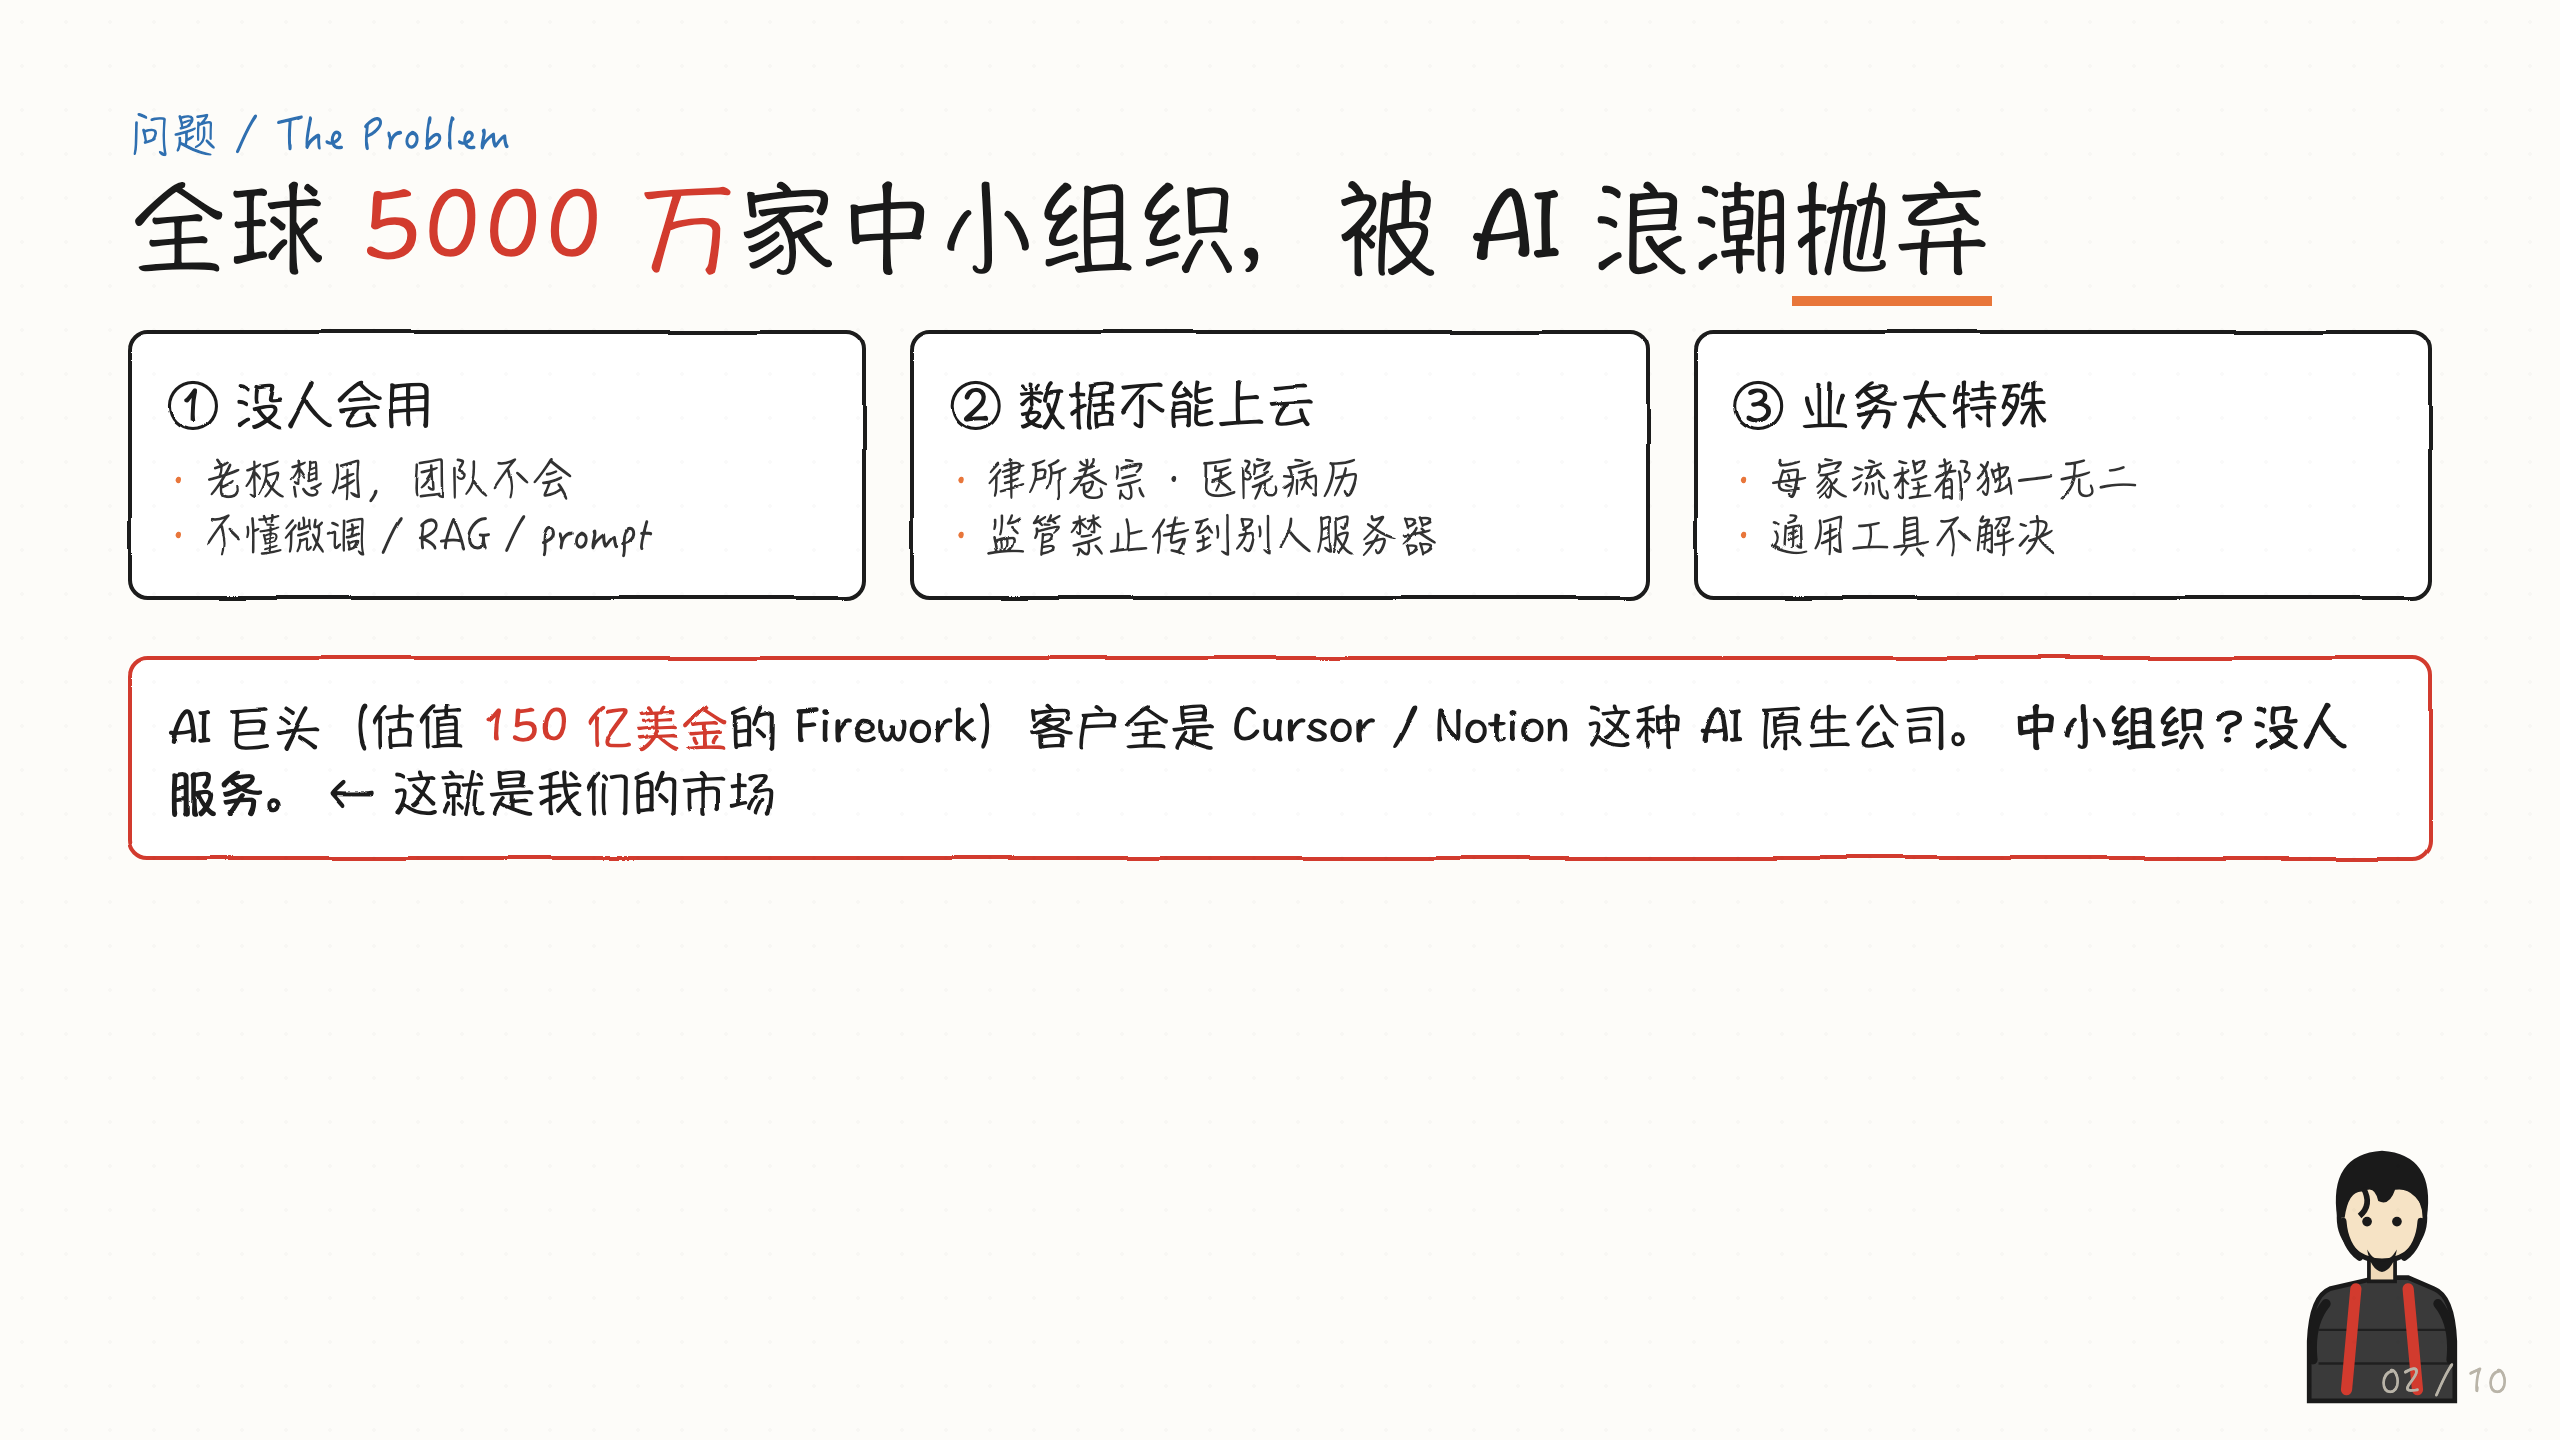 问题 / The Problem
全球 5000 万家中小组织，被 AI 浪潮抛弃
① 没人会用
· 老板想用，团队不会
· 不懂微调 / RAG / prompt
② 数据不能上云
· 律所卷宗 · 医院病历
· 监管禁止传到别人服务器
③ 业务太特殊
· 每家流程都独一无二
· 通用工具不解决
AI 巨头（估值 150 亿美金的 Firework）客户全是 Cursor / Notion 这种 AI 原生公司。中小组织？没人
服务。 ← 这就是我们的市场
02 / 10